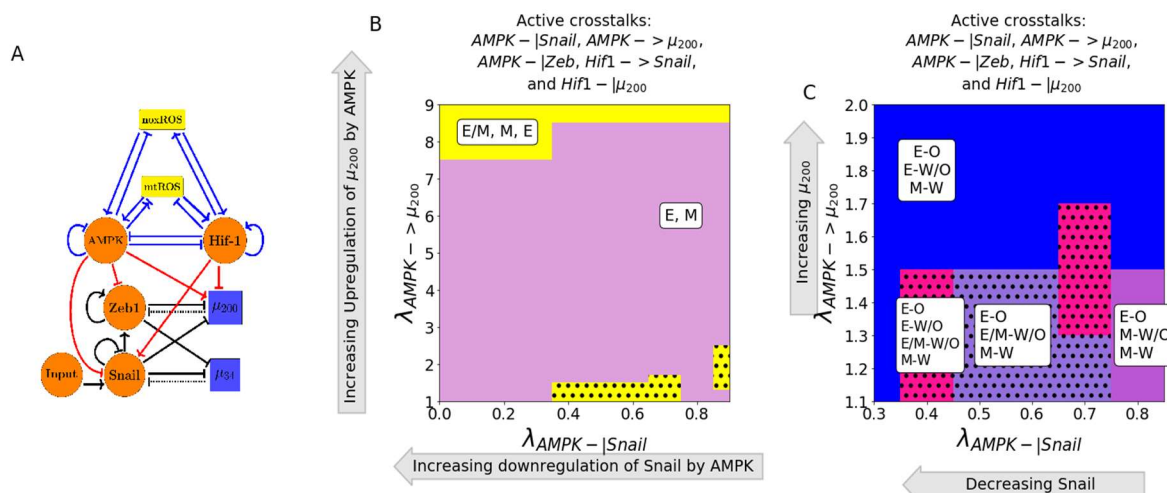 A
noxROS
mtROS
AMPK
Hif-1
Zeb1
μ200
Input
Snail
μ34
B
Active crosstalks:
AMPK-|Snail, AMPK->μ200,
AMPK-|Zeb, Hif1->Snail,
and Hif1-|μ200
Increasing Upregulation of μ200 by AMPK
λAMPK->μ200
9
8
7
6
5
4
3
2
1
E/M, M, E
E, M
0.0 0.2 0.4 0.6 0.8
λAMPK-|Snail
Increasing downregulation of Snail by AMPK
C
Active crosstalks:
AMPK-|Snail, AMPK->μ200,
AMPK-|Zeb, Hif1->Snail,
and Hif1-|μ200
Increasing μ200
λAMPK->μ200
2.0
1.9
1.8
1.7
1.6
1.5
1.4
1.3
1.2
1.1
E-O
E-W/O
M-W
E-O
E-W/O
E/M-W/O
M-W
E-O
E/M-W/O
M-W
E-O
M-W/O
M-W
0.3 0.4 0.5 0.6 0.7 0.8
λAMPK-|Snail
Decreasing Snail